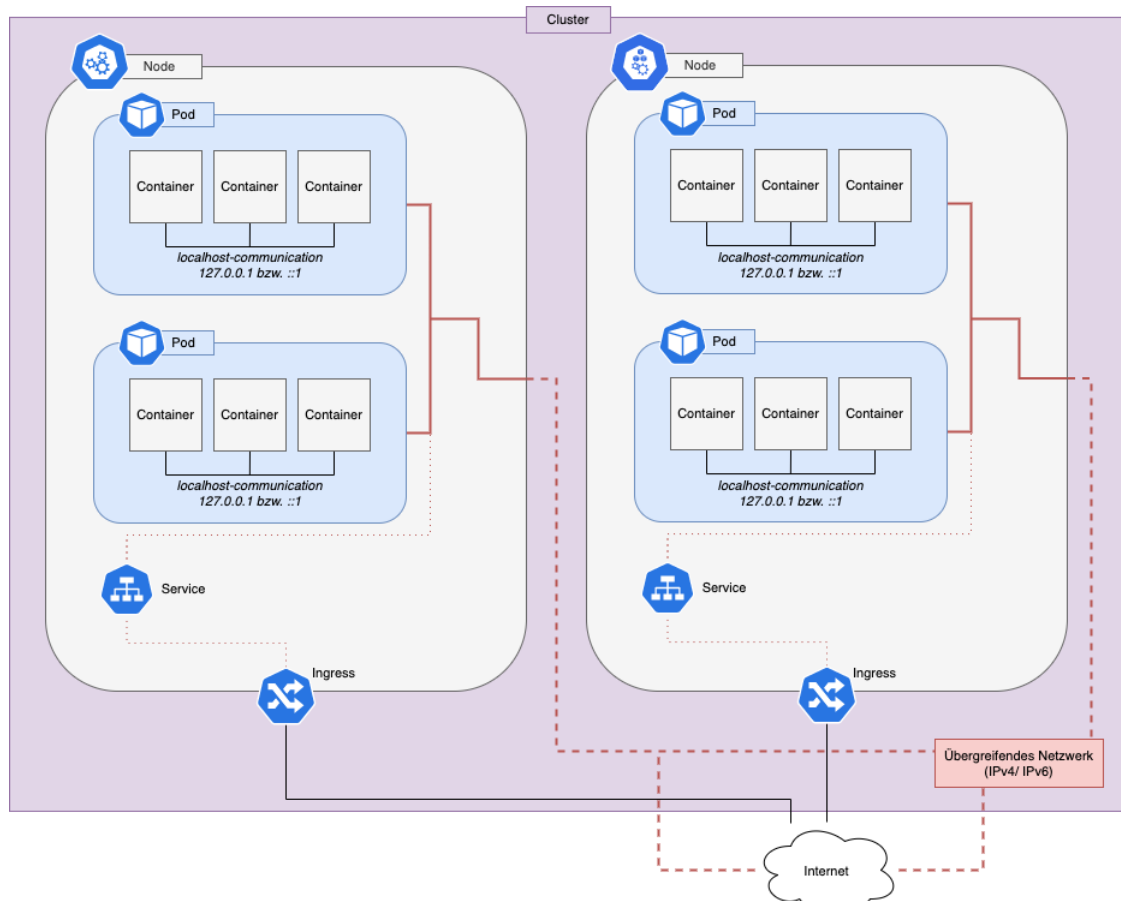 Cluster
Node
Pod
Container Container Container
localhost-communication
127.0.0.1 bzw. ::1
Pod
Container Container Container
localhost-communication
127.0.0.1 bzw. ::1
Service
Ingress
Node
Pod
Container Container Container
localhost-communication
127.0.0.1 bzw. ::1
Pod
Container Container Container
localhost-communication
127.0.0.1 bzw. ::1
Service
Ingress
Übergreifendes Netzwerk
(IPv4/ IPv6)
Internet